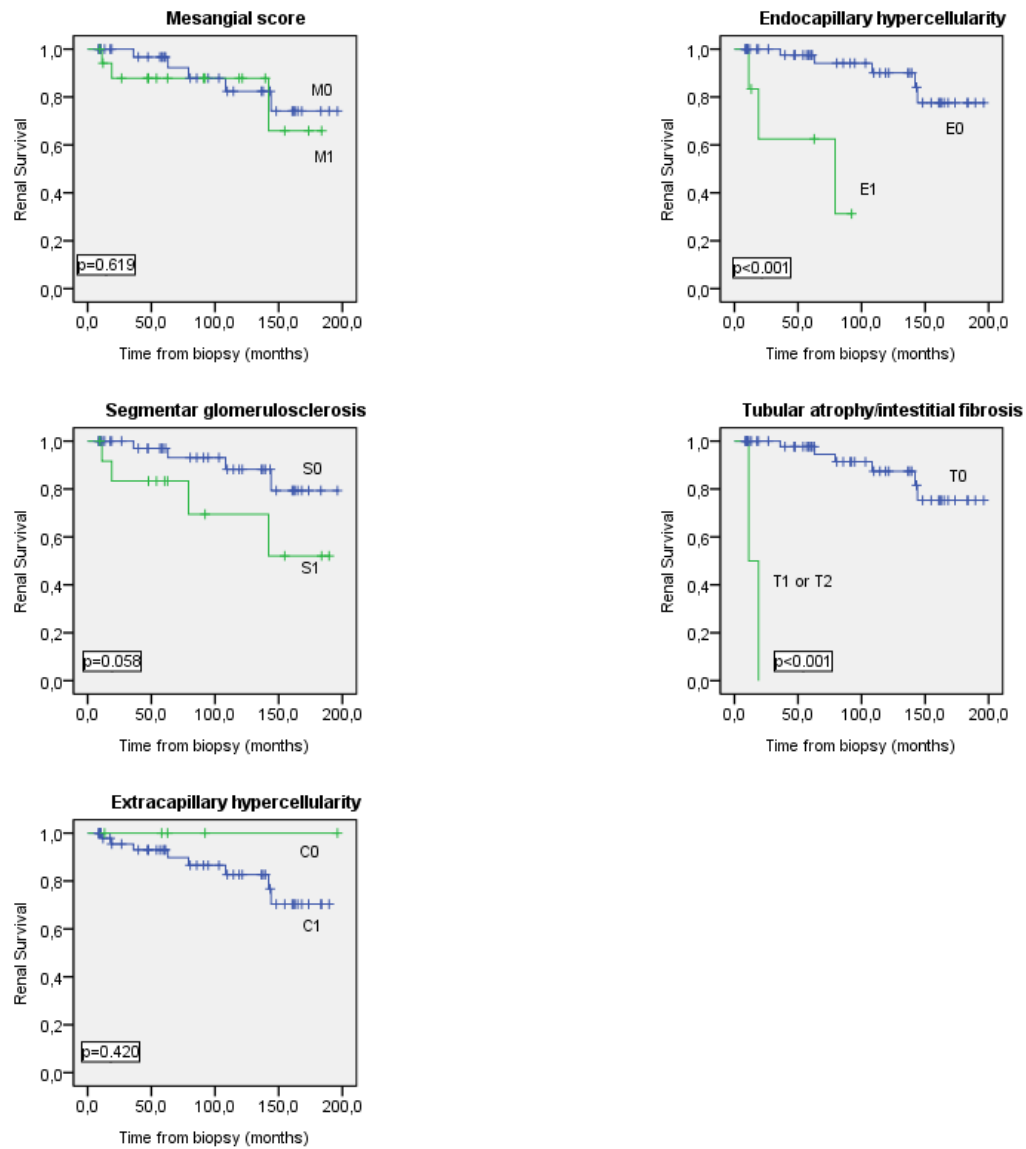 Mesangial score
1,0
0,8
0,6
0,4
0,2
0,0
Renal Survival
M0
M1
p=0.619
0,0 50,0 100,0 150,0 200,0
Time from biopsy (months)
Endocapillary hypercellularity
1,0
0,8
0,6
0,4
0,2
0,0
Renal Survival
E0
E1
p<0.001
0,0 50,0 100,0 150,0 200,0
Time from biopsy (months)
Segmentar glomerulosclerosis
1,0
0,8
0,6
0,4
0,2
0,0
Renal Survival
S0
S1
p=0.058
0,0 50,0 100,0 150,0 200,0
Time from biopsy (months)
Tubular atrophy/intestitial fibrosis
1,0
0,8
0,6
0,4
0,2
0,0
Renal Survival
T0
T1 or T2
p<0.001
0,0 50,0 100,0 150,0 200,0
Time from biopsy (months)
Extracapillary hypercellularity
1,0
0,8
0,6
0,4
0,2
0,0
Renal Survival
C0
C1
p=0.420
0,0 50,0 100,0 150,0 200,0
Time from biopsy (months)